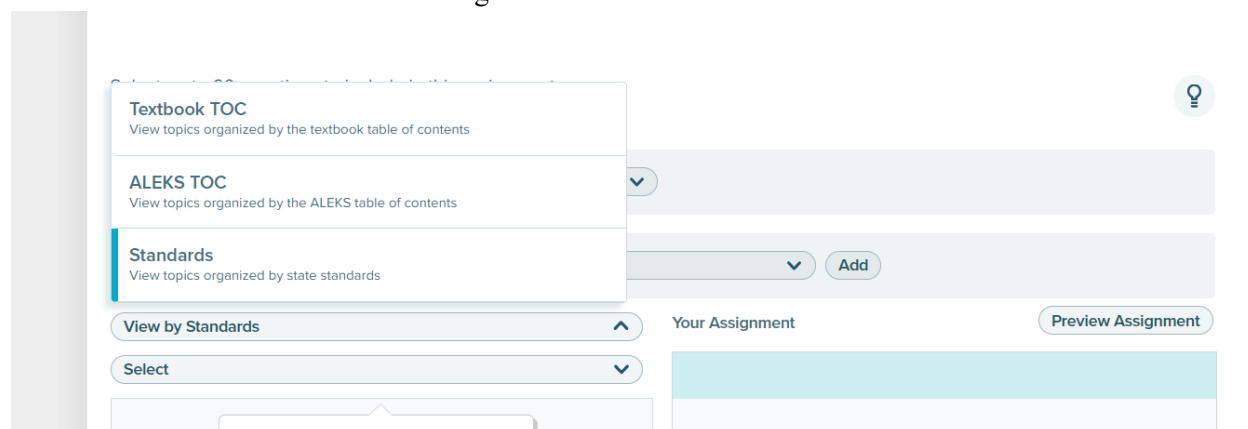 Textbook TOC
View topics organized by the textbook table of contents
ALEKS TOC
View topics organized by the ALEKS table of contents
Standards
View topics organized by state standards
Add
View by Standards
Your Assignment
Preview Assignment
Select